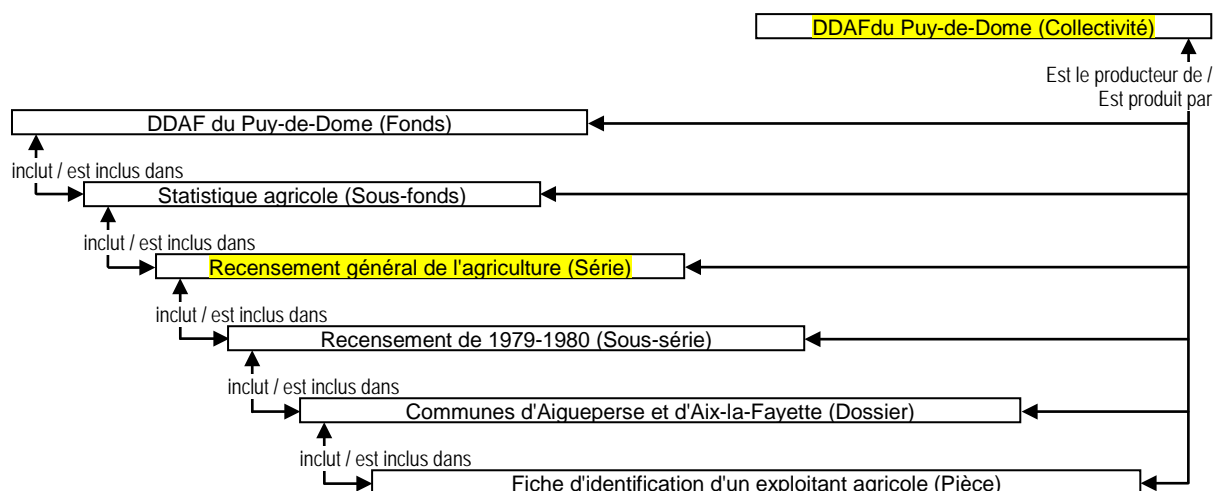 DDAFdu Puy-de-Dome (Collectivité)
Est le producteur de /
Est produit par
DDAF du Puy-de-Dome (Fonds)
inclut / est inclus dans
Statistique agricole (Sous-fonds)
inclut / est inclus dans
Recensement général de l'agriculture (Série)
inclut / est inclus dans
Recensement de 1979-1980 (Sous-série)
inclut / est inclus dans
Communes d'Aigueperse et d'Aix-la-Fayette (Dossier)
inclut / est inclus dans
Fiche d'identification d'un exploitant agricole (Pièce)